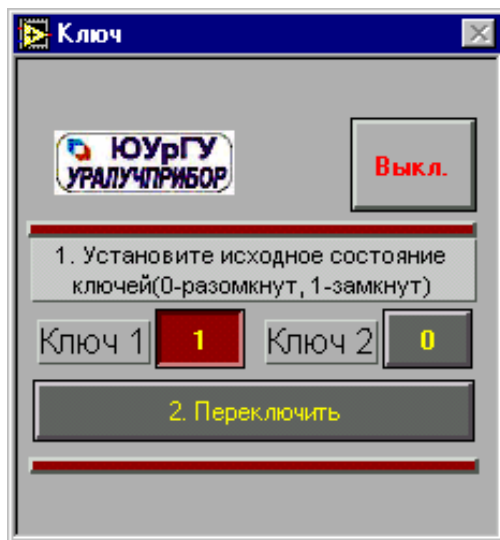 Ключ
ЮУрГУ
УРАЛУЧПРИБОР
Выкл.
1. Установите исходное состояние
ключей(0-разомкнут, 1-замкнут)
Ключ 1 1 Ключ 2 0
2. Переключить